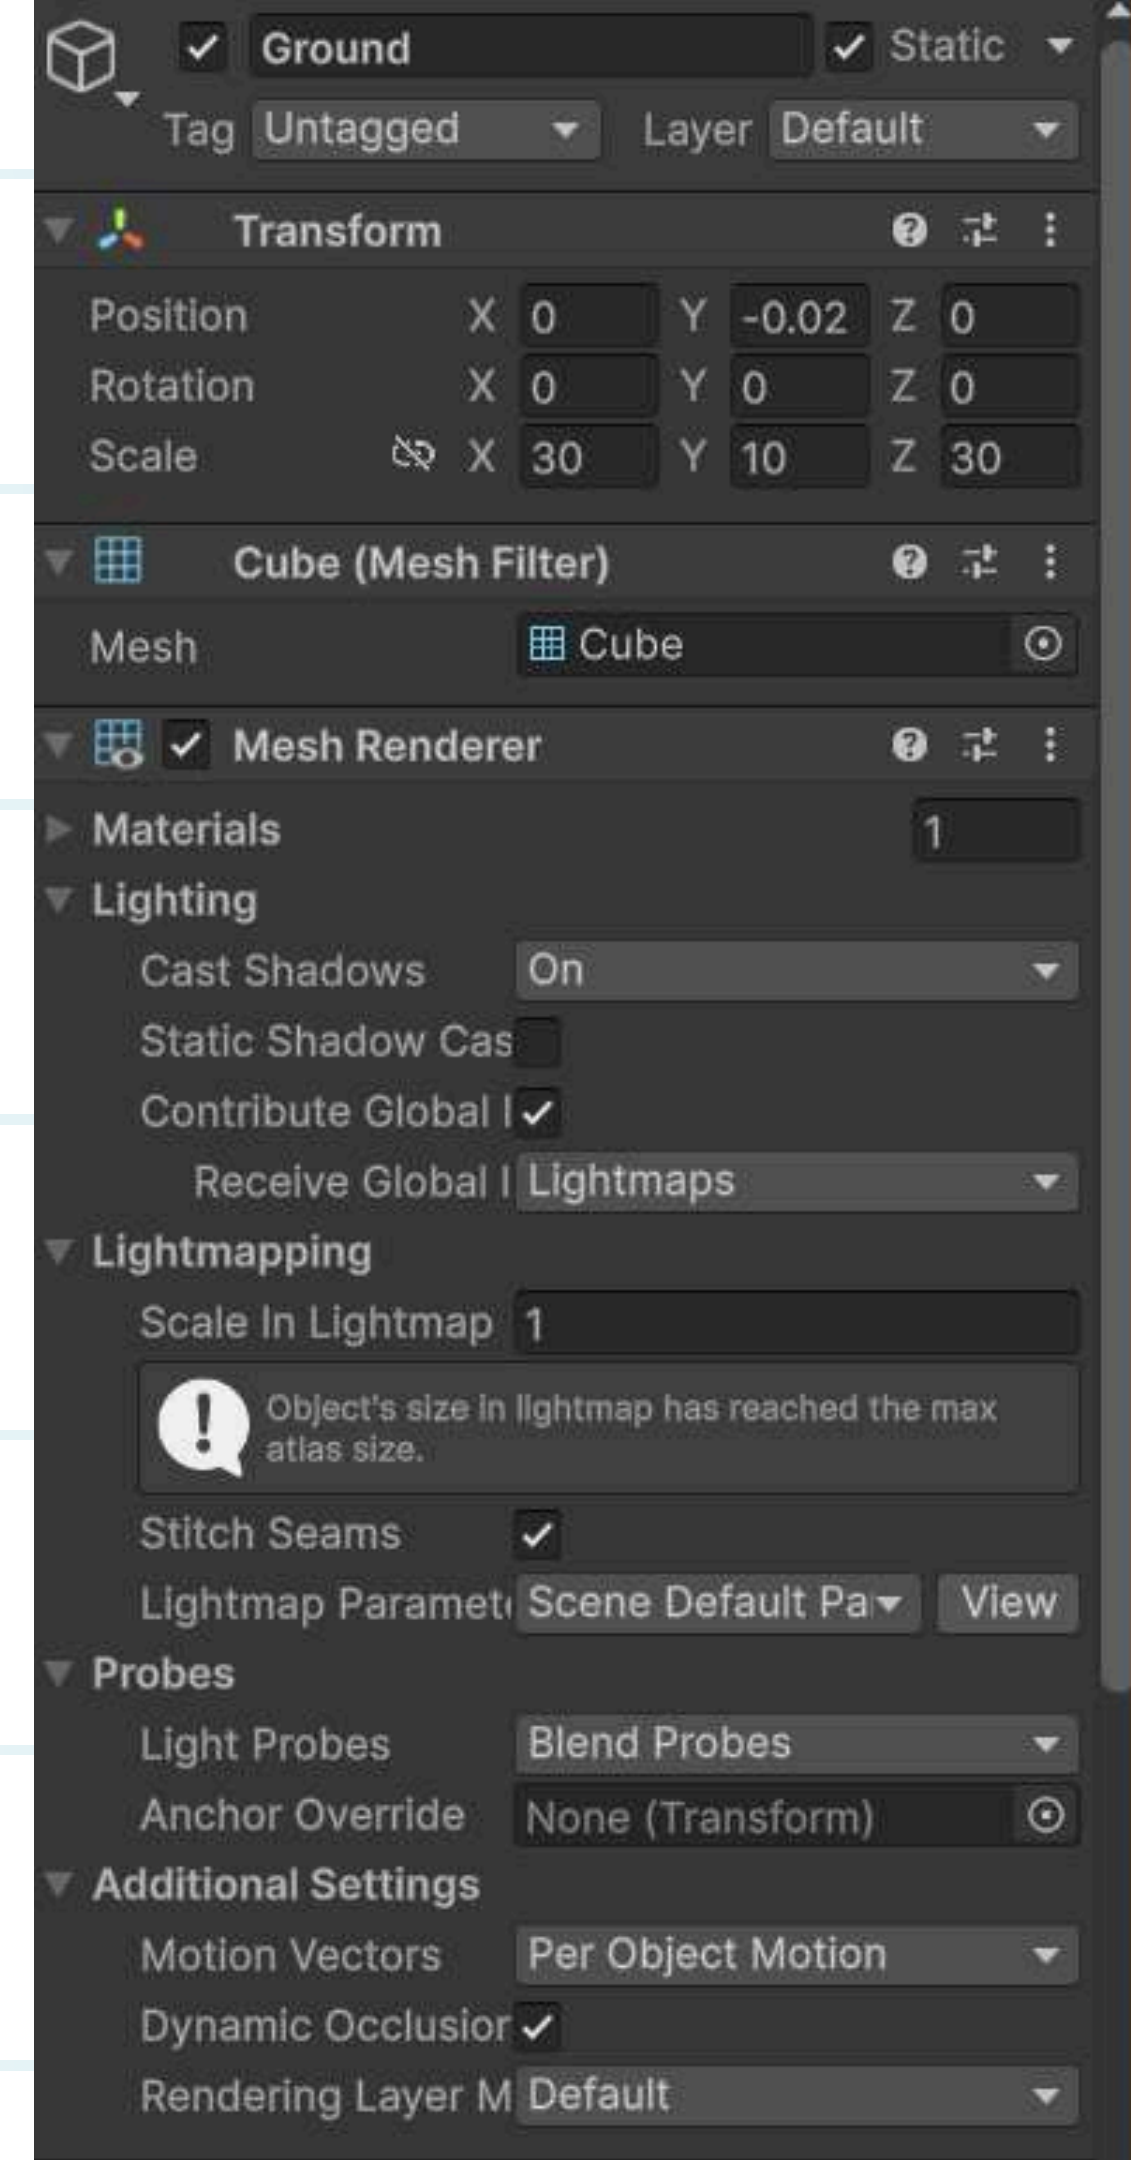 Ground Static
Tag Untagged Layer Default
Transform
Position X 0 Y -0.02 Z 0
Rotation X 0 Y 0 Z 0
Scale X 30 Y 10 Z 30
Cube (Mesh Filter)
Mesh Cube
Mesh Renderer
Materials 1
Lighting
Cast Shadows On
Static Shadow Cas
Contribute Global I
Receive Global I Lightmaps
Lightmapping
Scale In Lightmap 1
Object's size in lightmap has reached the max
atlas size.
Stitch Seams
Lightmap Paramete Scene Default Pa View
Probes
Light Probes Blend Probes
Anchor Override None (Transform)
Additional Settings
Motion Vectors Per Object Motion
Dynamic Occlusion
Rendering Layer M Default